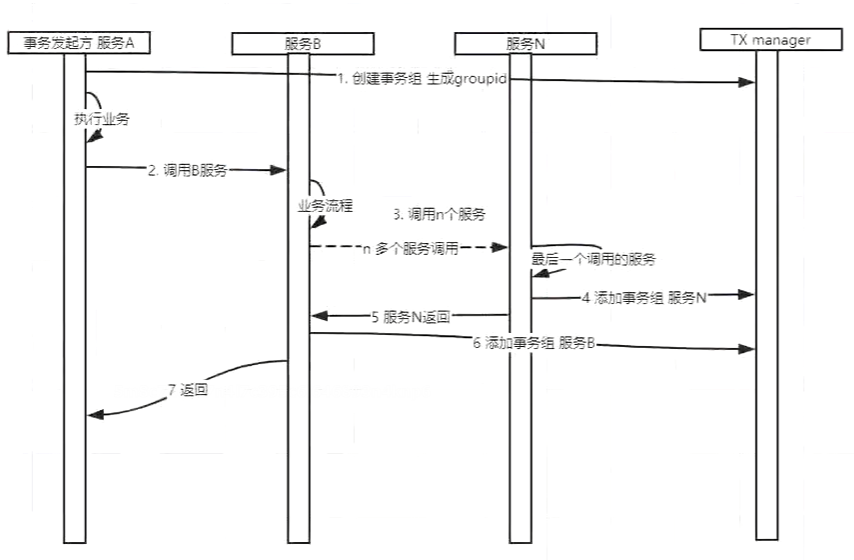 事务发起方 服务A
服务B
服务N
TX manager
1. 创建事务组 生成groupid
执行业务
2. 调用B服务
业务流程
3. 调用n个服务
n 多个服务调用
最后一个调用的服务
4 添加事务组 服务N
5 服务N返回
6 添加事务组 服务B
7 返回